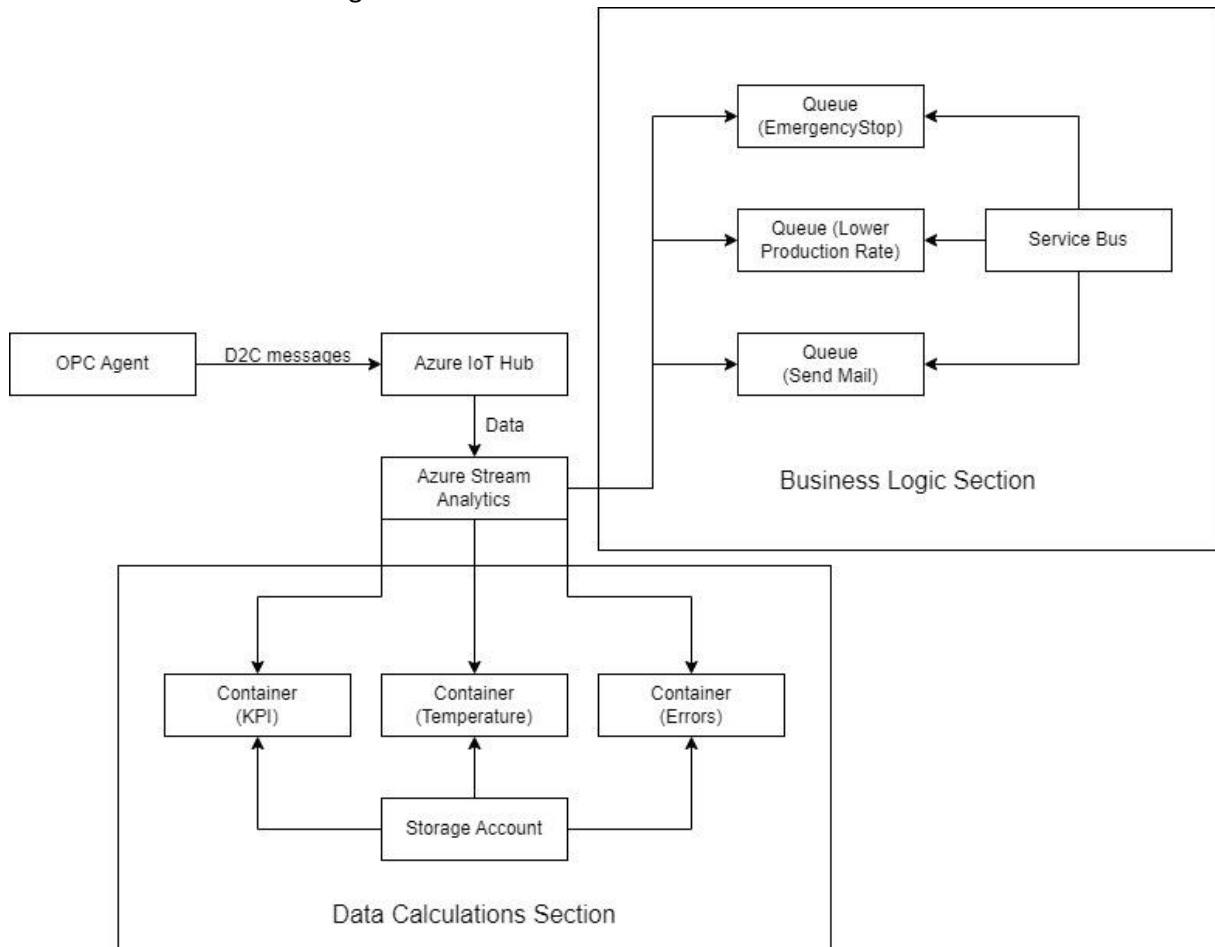 Queue
(EmergencyStop)
Queue (Lower
Production Rate)
Service Bus
Queue
(Send Mail)
Business Logic Section
OPC Agent
D2C messages
Azure IoT Hub
Data
Azure Stream
Analytics
Container
(KPI)
Container
(Temperature)
Container
(Errors)
Storage Account
Data Calculations Section